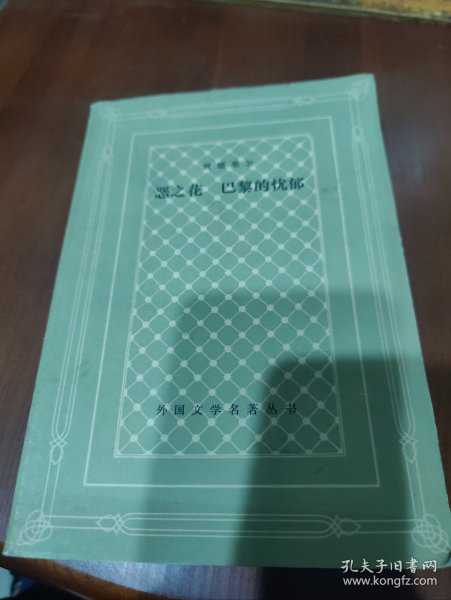 波德莱尔
恶之花 巴黎的忧郁
外国文学名著丛书
孔夫子旧书网
www.kongfz.com